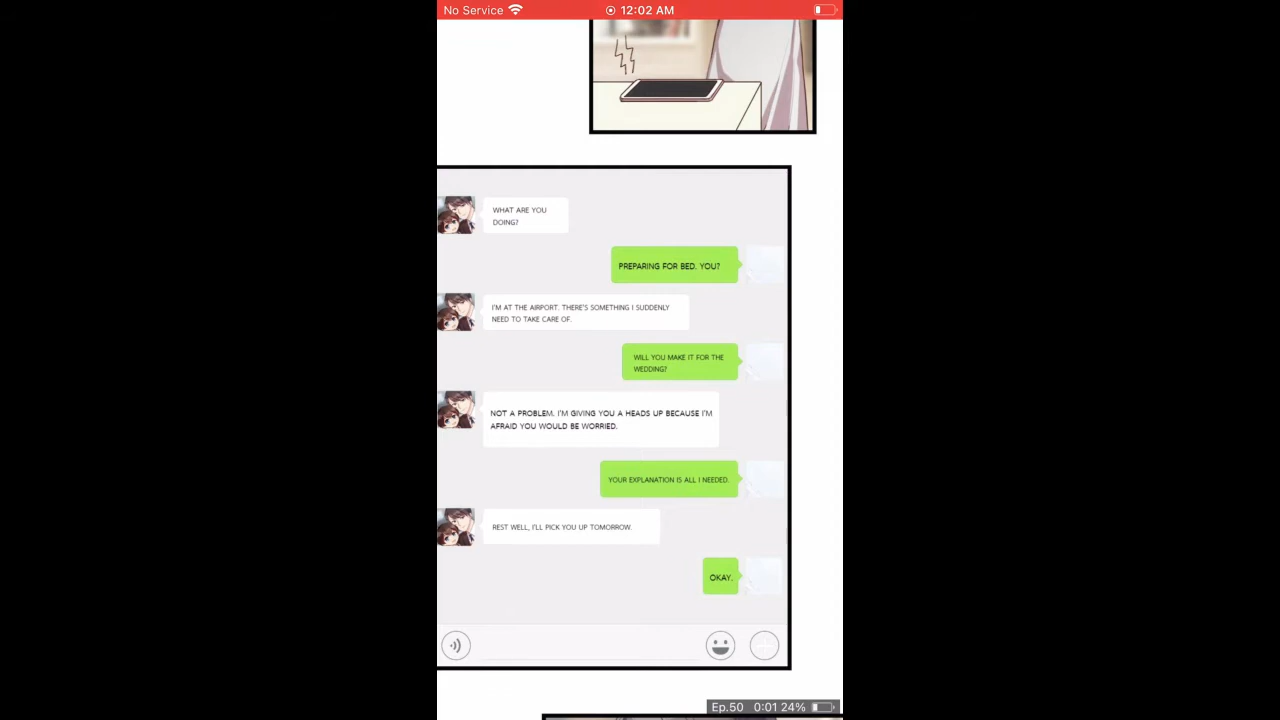 No Service 12:02 AM
WHAT ARE YOU
DOING?
PREPARING FOR BED. YOU?
I'M AT THE AIRPORT. THERE'S SOMETHING I SUDDENLY
NEED TO TAKE CARE OF.
WILL YOU MAKE IT FOR THE
WEDDING?
NOT A PROBLEM. I'M GIVING YOU A HEADS UP BECAUSE I'M
AFRAID YOU WOULD BE WORRIED.
YOUR EXPLANATION IS ALL I NEEDED.
REST WELL, I'LL PICK YOU UP TOMORROW.
OKAY.
Ep.50 0:01 24%